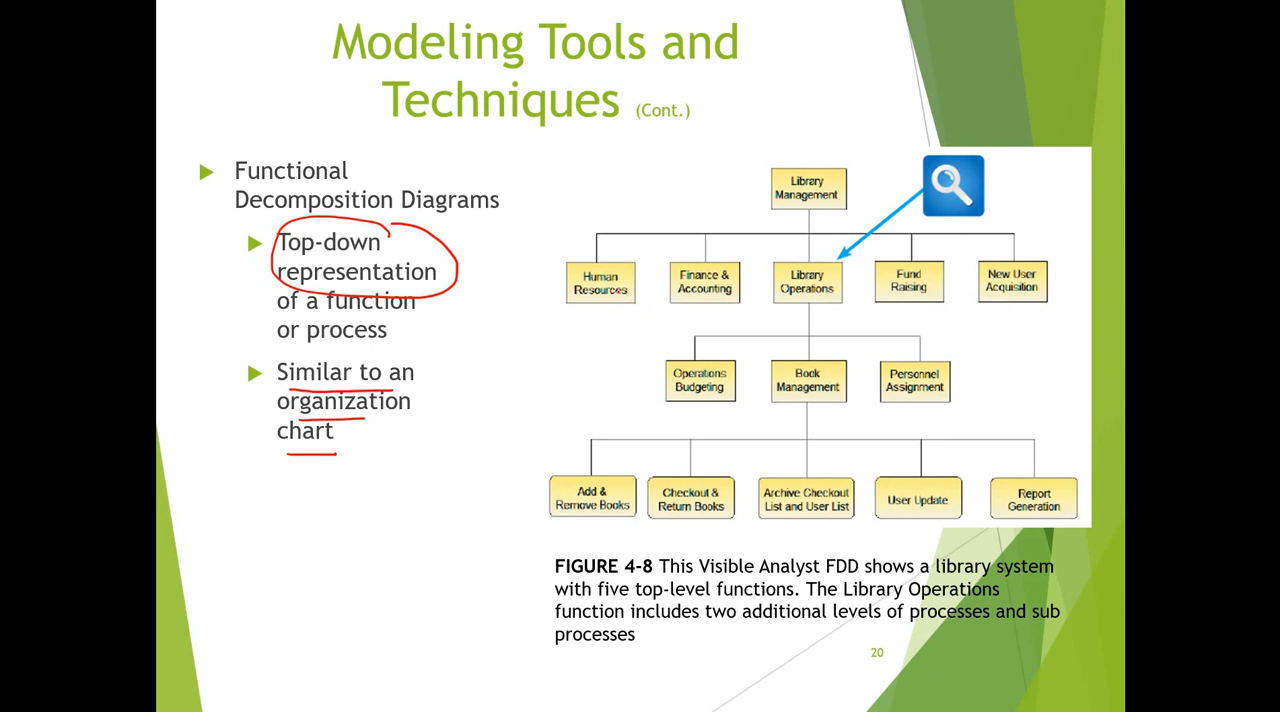 Modeling Tools and
Techniques (Cont.)
Functional
Decomposition Diagrams
Top-down
representation
of a function
or process
Similar to an
organization
chart
Library
Management
Human
Resources
Finance &
Accounting
Library
Operations
Fund
Raising
New User
Acquisition
Operations
Budgeting
Book
Management
Personnel
Assignment
Add &
Remove Books
Checkout &
Return Books
Archive Checkout
List and User List
User Update
Report
Generation
FIGURE 4-8 This Visible Analyst FDD shows a library system
with five top-level functions. The Library Operations
function includes two additional levels of processes and sub
processes
20